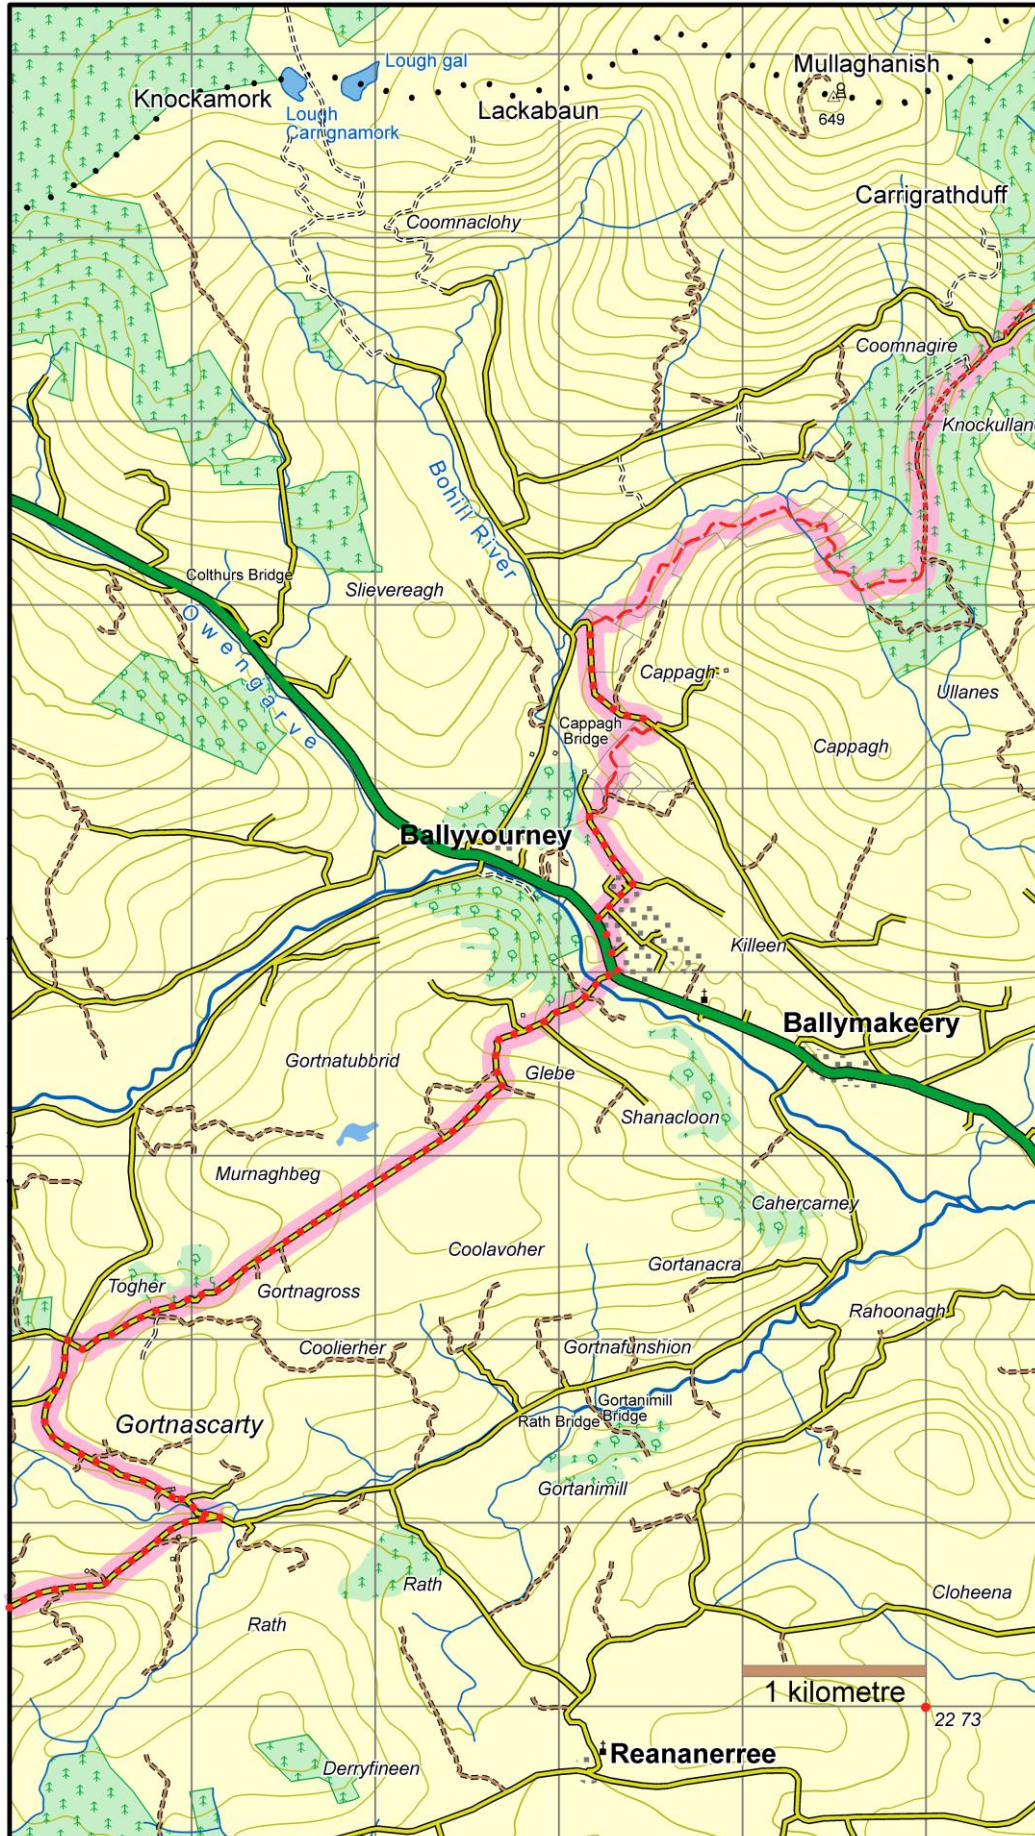 Lough gal
Mullaghanish
Knockamork
Lackabaun
Lough
Carrignamork
649
Carrigrathduff
Coomnaclohy
Coomnagire
Knockullane
Bohill River
Colthurs Bridge
Slievereagh
Owengarve
Cappagh
Ullanes
Cappagh
Bridge
Cappagh
Ballyvourney
Killeen
Ballymakeery
Gortnatubbrid
Glebe
Shanacloon
Murnaghbeg
Cahercarney
Coolavoher
Gortanacra
Togher
Gortnagross
Rahoonagh
Coolierher
Gortnafunshion
Gortanimill
Bridge
Rath Bridge
Gortnascarty
Gortanimill
Rath
Cloheena
Rath
1 kilometre
22 73
Reananerree
Derryfineen